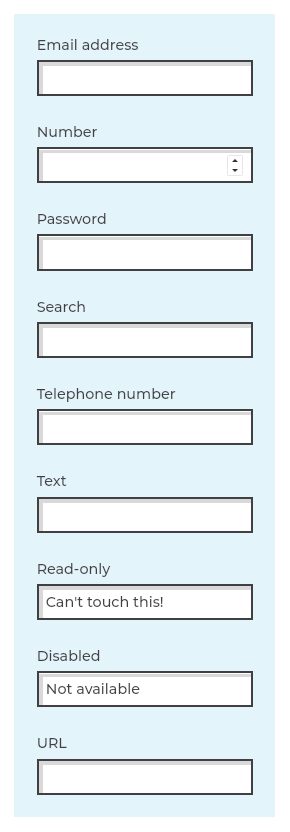 Email address
Number
Password
Search
Telephone number
Text
Read-only
Can't touch this!
Disabled
Not available
URL